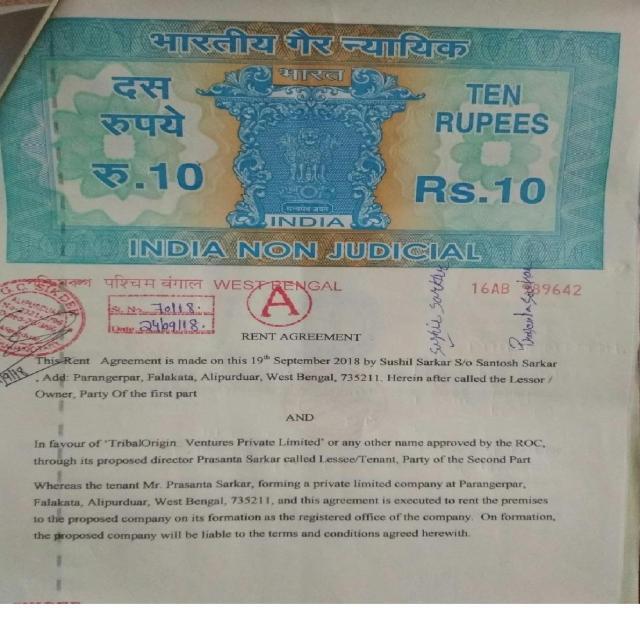 भारतीय गैर न्यायिक
भारत
दस
रुपये
रु.10
TEN
RUPEES
Rs.10
सत्यमेव जयते
INDIA
INDIA NON JUDICIAL
पश्चिम बंगाल WEST BENGAL
16AB 89642
A
Sl. No. 70/18.
Date 24/09/18.
RENT AGREEMENT
This Rent Agreement is made on this 19th September 2018 by Sushil Sarkar S/o Santosh Sarkar
, Add: Parangerpar, Falakata, Alipurduar, West Bengal, 735211. Herein after called the Lessor /
Owner, Party Of the first part
AND
In favour of ‘TribalOrigin Ventures Private Limited’ or any other name approved by the ROC,
through its proposed director Prasanta Sarkar called Lessee/Tenant, Party of the Second Part
Whereas the tenant Mr. Prasanta Sarkar, forming a private limited company at Parangerpar,
Falakata, Alipurduar, West Bengal, 735211, and this agreement is executed to rent the premises
to the proposed company on its formation as the registered office of the company. On formation,
the proposed company will be liable to the terms and conditions agreed herewith.